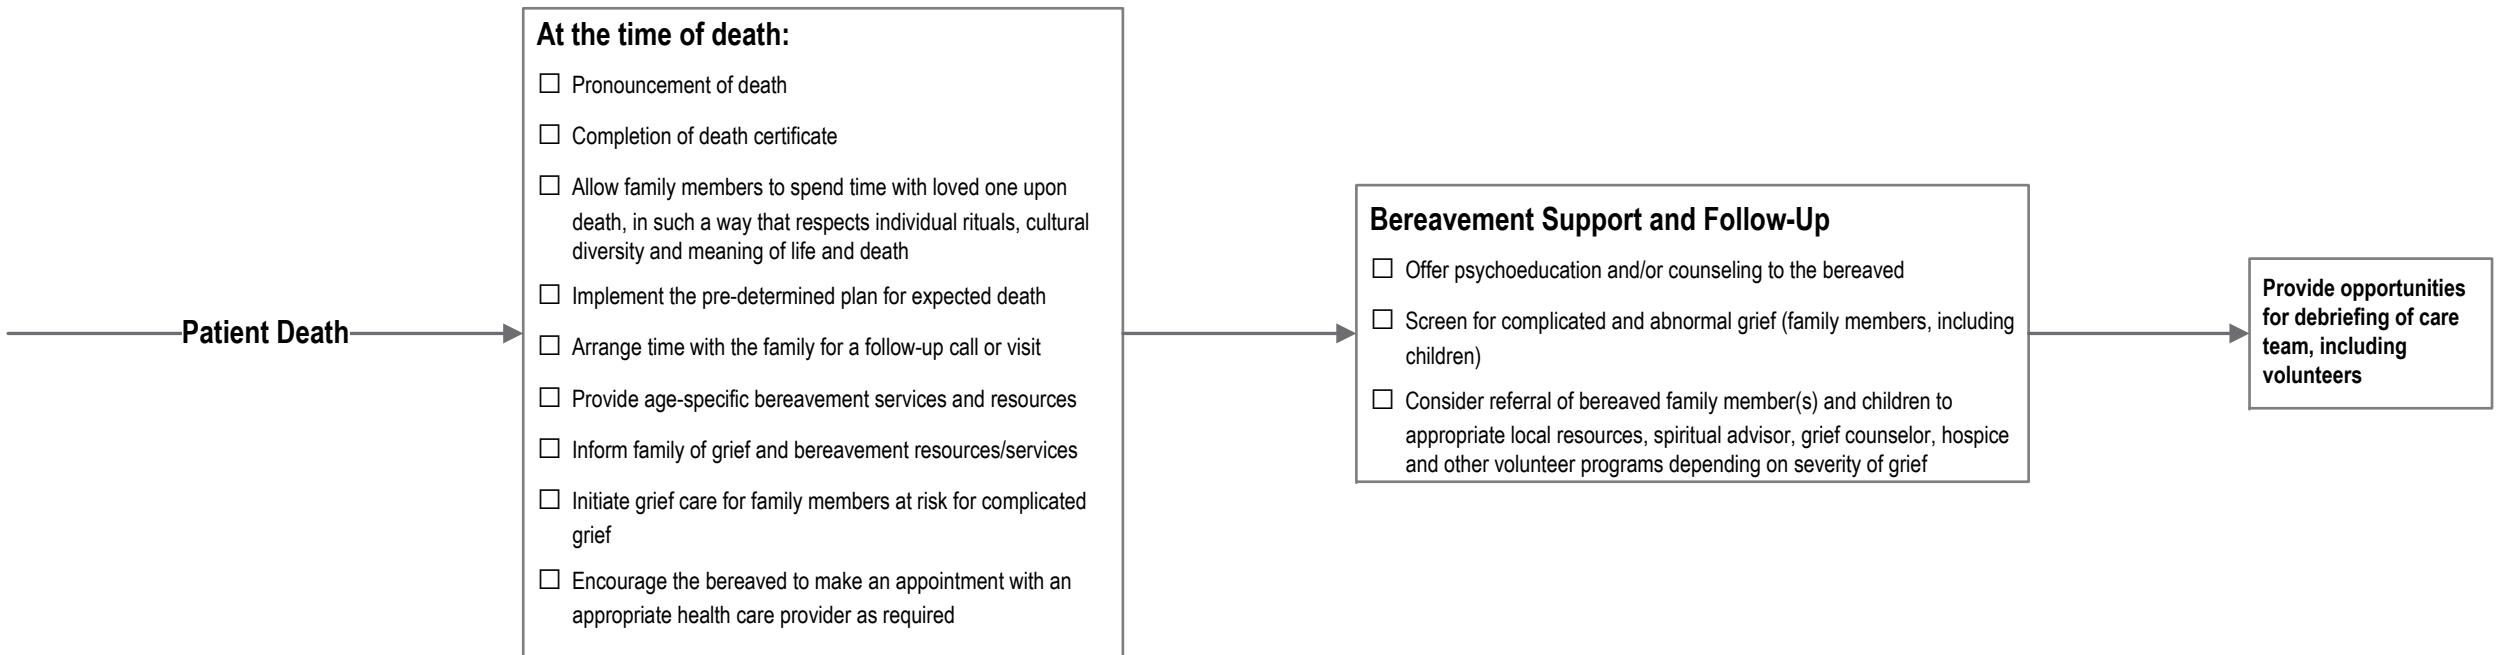 Patient Death
At the time of death:
☐ Pronouncement of death
☐ Completion of death certificate
☐ Allow family members to spend time with loved one upon
death, in such a way that respects individual rituals, cultural
diversity and meaning of life and death
☐ Implement the pre-determined plan for expected death
☐ Arrange time with the family for a follow-up call or visit
☐ Provide age-specific bereavement services and resources
☐ Inform family of grief and bereavement resources/services
☐ Initiate grief care for family members at risk for complicated
grief
☐ Encourage the bereaved to make an appointment with an
appropriate health care provider as required
Bereavement Support and Follow-Up
☐ Offer psychoeducation and/or counseling to the bereaved
☐ Screen for complicated and abnormal grief (family members, including
children)
☐ Consider referral of bereaved family member(s) and children to
appropriate local resources, spiritual advisor, grief counselor, hospice
and other volunteer programs depending on severity of grief
Provide opportunities
for debriefing of care
team, including
volunteers